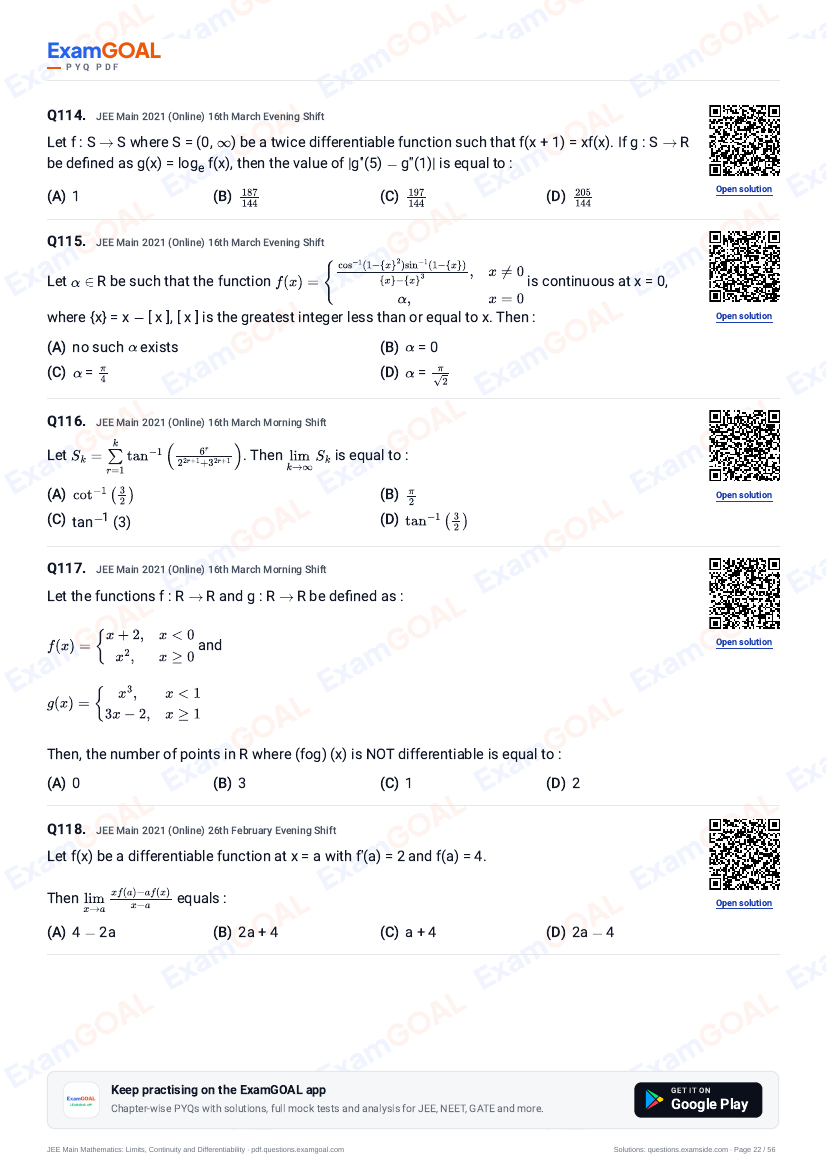 ExamGOAL
PYQ PDF
Q114. JEE Main 2021 (Online) 16th March Evening Shift
Let f : S → S where S = (0, ∞) be a twice differentiable function such that f(x + 1) = xf(x). If g : S → R
be defined as g(x) = log_e f(x), then the value of |g''(5) − g''(1)| is equal to :
(A) 1 (B) 187/144 (C) 197/144 (D) 205/144
Open solution
Q115. JEE Main 2021 (Online) 16th March Evening Shift
Let α ∈ R be such that the function f(x) = { cos⁻¹(1−{x}²)sin⁻¹(1−{x}) / {x}−{x}³, x ≠ 0
α, x = 0 is continuous at x = 0,
where {x} = x − [ x ], [ x ] is the greatest integer less than or equal to x. Then :
(A) no such α exists (B) α = 0
(C) α = π/4 (D) α = π/√2
Open solution
Q116. JEE Main 2021 (Online) 16th March Morning Shift
Let S_k = ∑_{r=1}^{k} tan⁻¹ (6^r / 2^{2r+1}+3^{2r+1}). Then lim_{k→∞} S_k is equal to :
(A) cot⁻¹ (3/2) (B) π/2
(C) tan⁻¹ (3) (D) tan⁻¹ (3/2)
Open solution
Q117. JEE Main 2021 (Online) 16th March Morning Shift
Let the functions f : R → R and g : R → R be defined as :
f(x) = { x + 2, x < 0
x², x ≥ 0 and
g(x) = { x³, x < 1
3x − 2, x ≥ 1
Then, the number of points in R where (fog) (x) is NOT differentiable is equal to :
(A) 0 (B) 3 (C) 1 (D) 2
Open solution
Q118. JEE Main 2021 (Online) 26th February Evening Shift
Let f(x) be a differentiable function at x = a with f'(a) = 2 and f(a) = 4.
Then lim_{x→a} xf(a)−af(x) / x−a equals :
(A) 4 − 2a (B) 2a + 4 (C) a + 4 (D) 2a − 4
Open solution
Keep practising on the ExamGOAL app
Chapter-wise PYQs with solutions, full mock tests and analysis for JEE, NEET, GATE and more.
GET IT ON
Google Play
JEE Main Mathematics: Limits, Continuity and Differentiability · pdf.questions.examgoal.com
Solutions: questions.examside.com · Page 22 / 56